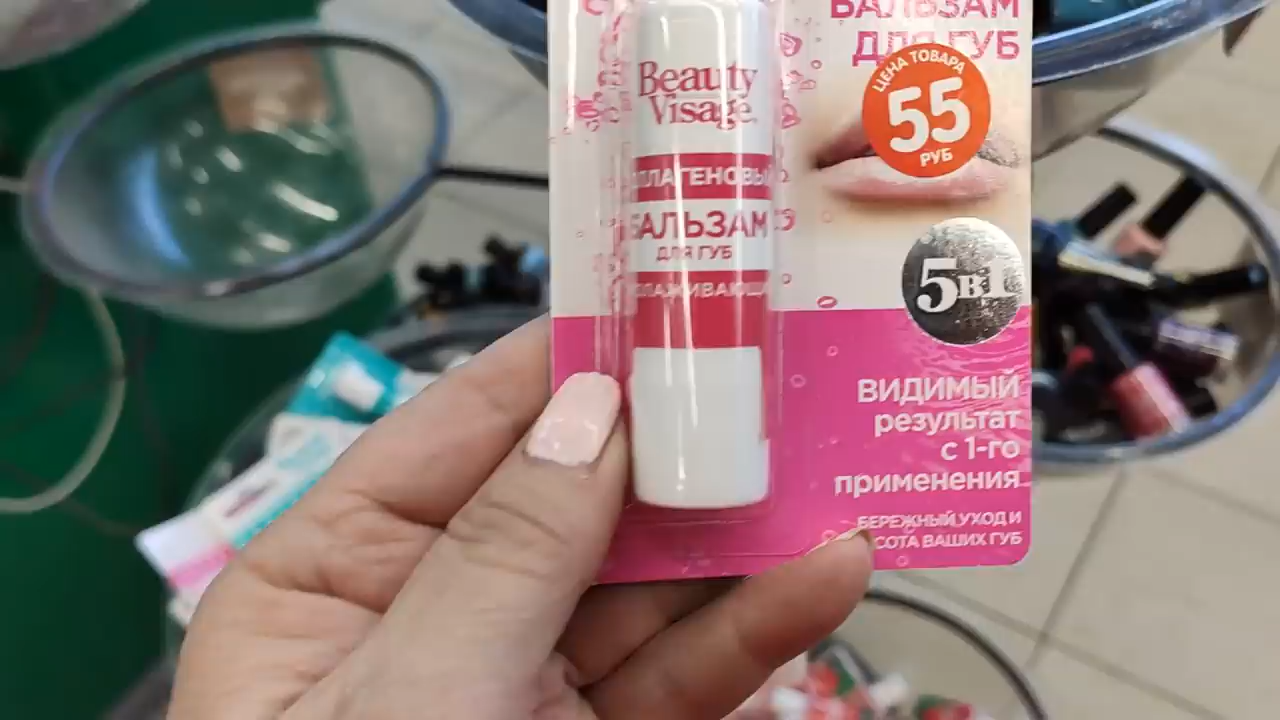 БАЛЬЗАМ
ДЛЯ ГУБ
ЦЕНА ТОВАРА
55
РУБ
Beauty
Visage.
БАЛЬЗАМ
ДЛЯ ГУБ
5в1
ВИДИМЫЙ
результат
с 1-го
применения
БЕРЕЖНЫЙ УХОД И
ВАШИХ ГУБ